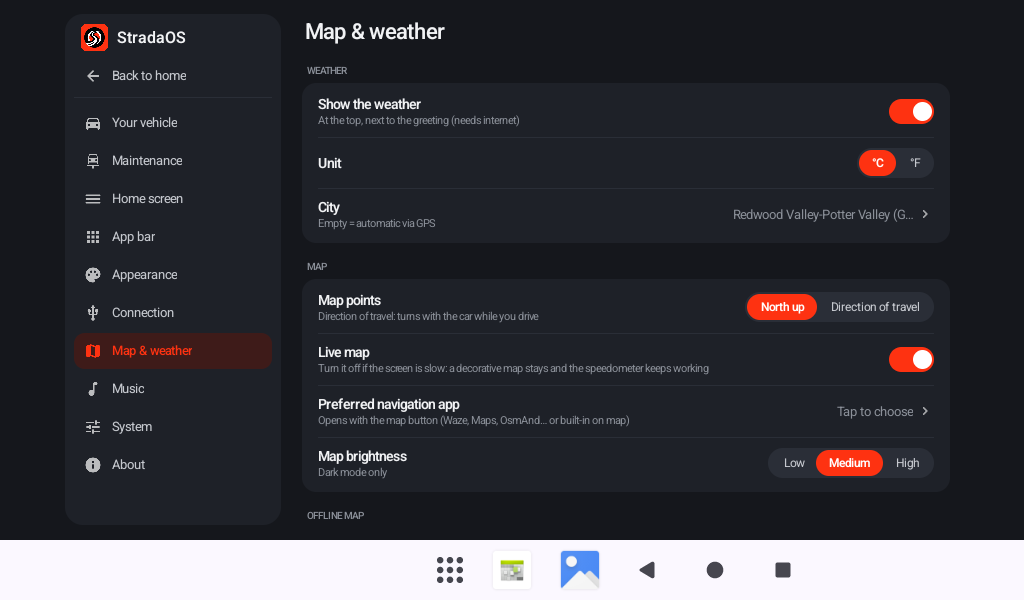 StradaOS
Back to home
Your vehicle
Maintenance
Home screen
App bar
Appearance
Connection
Map & weather
Music
System
About
Map & weather
WEATHER
Show the weather
At the top, next to the greeting (needs internet)
Unit
°C °F
City
Empty = automatic via GPS
Redwood Valley-Potter Valley (G...
MAP
Map points
Direction of travel: turns with the car while you drive
North up Direction of travel
Live map
Turn it off if the screen is slow: a decorative map stays and the speedometer keeps working
Preferred navigation app
Opens with the map button (Waze, Maps, OsmAnd... or built-in on map)
Tap to choose
Map brightness
Dark mode only
Low Medium High
OFFLINE MAP